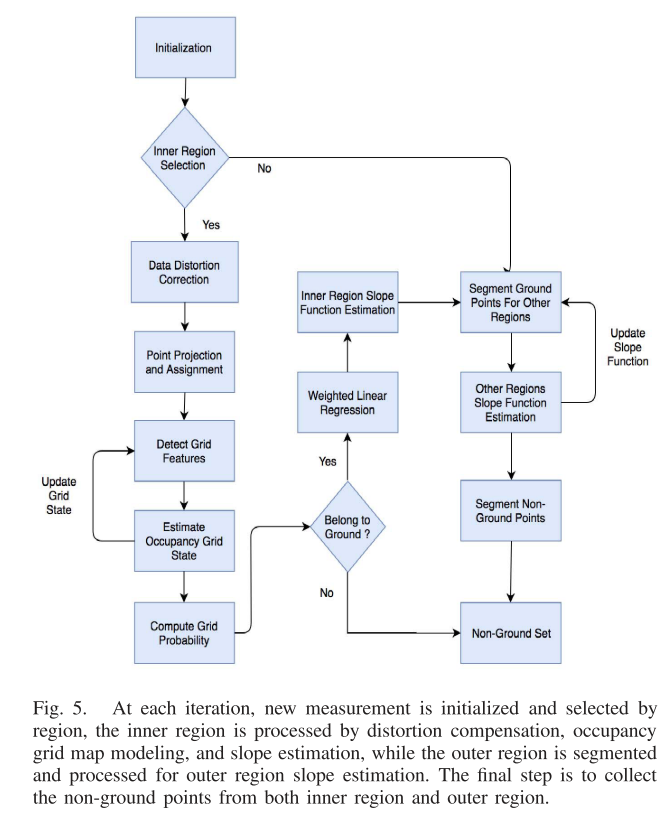 Initialization
Inner Region
Selection
No
Yes
Data Distortion
Correction
Point Projection
and Assignment
Detect Grid
Features
Update
Grid
State
Estimate
Occupancy Grid
State
Compute Grid
Probability
Inner Region Slope
Function Estimation
Weighted Linear
Regression
Yes
Belong to
Ground ?
No
Segment Ground
Points For Other
Regions
Update
Slope
Function
Other Regions
Slope Function
Estimation
Segment Non-
Ground Points
Non-Ground Set
Fig. 5. At each iteration, new measurement is initialized and selected by
region, the inner region is processed by distortion compensation, occupancy
grid map modeling, and slope estimation, while the outer region is segmented
and processed for outer region slope estimation. The final step is to collect
the non-ground points from both inner region and outer region.